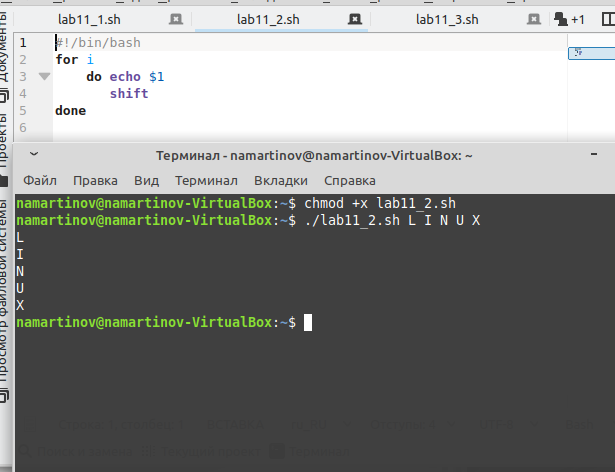 lab11_1.sh lab11_2.sh lab11_3.sh +1
Документы
Проекты
Просмотр файловой системы
1 #!/bin/bash
2 for i
3 do echo $1
4 shift
5 done
6
Терминал - namartinov@namartinov-VirtualBox: ~
Файл Правка Вид Терминал Вкладки Справка
namartinov@namartinov-VirtualBox:~$ chmod +x lab11_2.sh
namartinov@namartinov-VirtualBox:~$ ./lab11_2.sh L I N U X
L
I
N
U
X
namartinov@namartinov-VirtualBox:~$